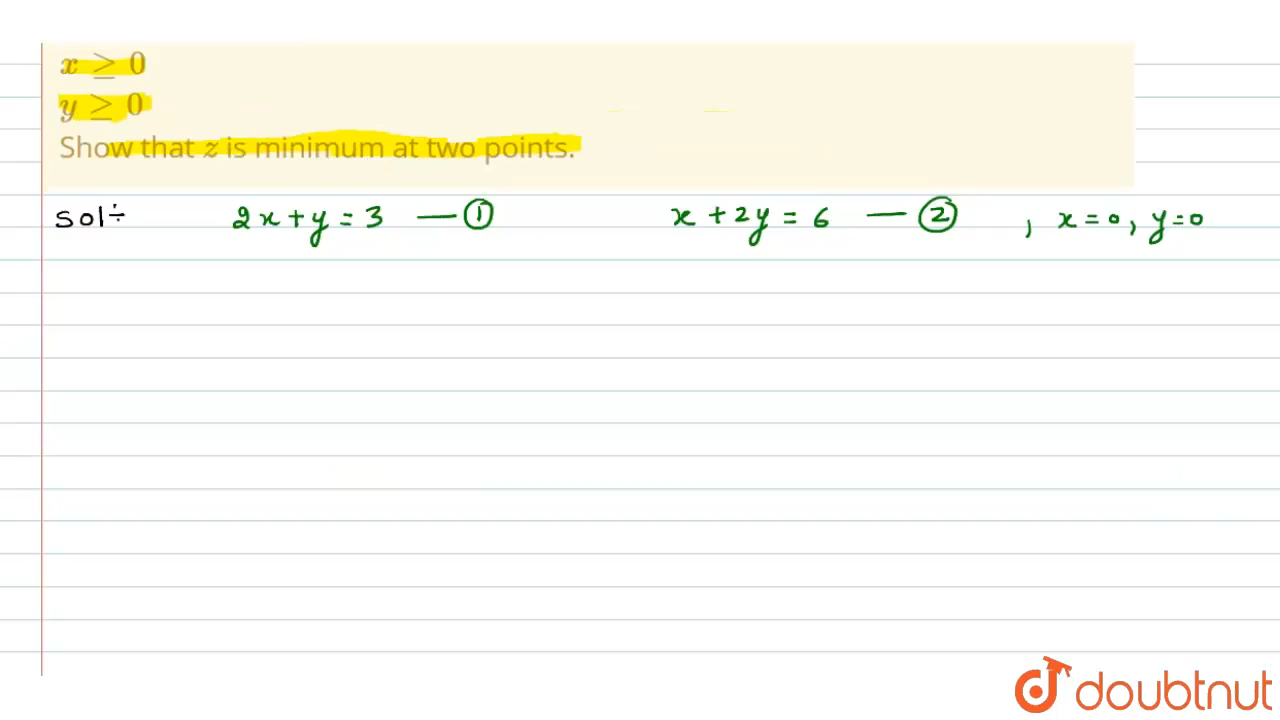 x ≥ 0
y ≥ 0
Show that z is minimum at two points.
Sol÷ 2x+y=3 — ① x+2y=6 — ② , x=0, y=0
doubtnut